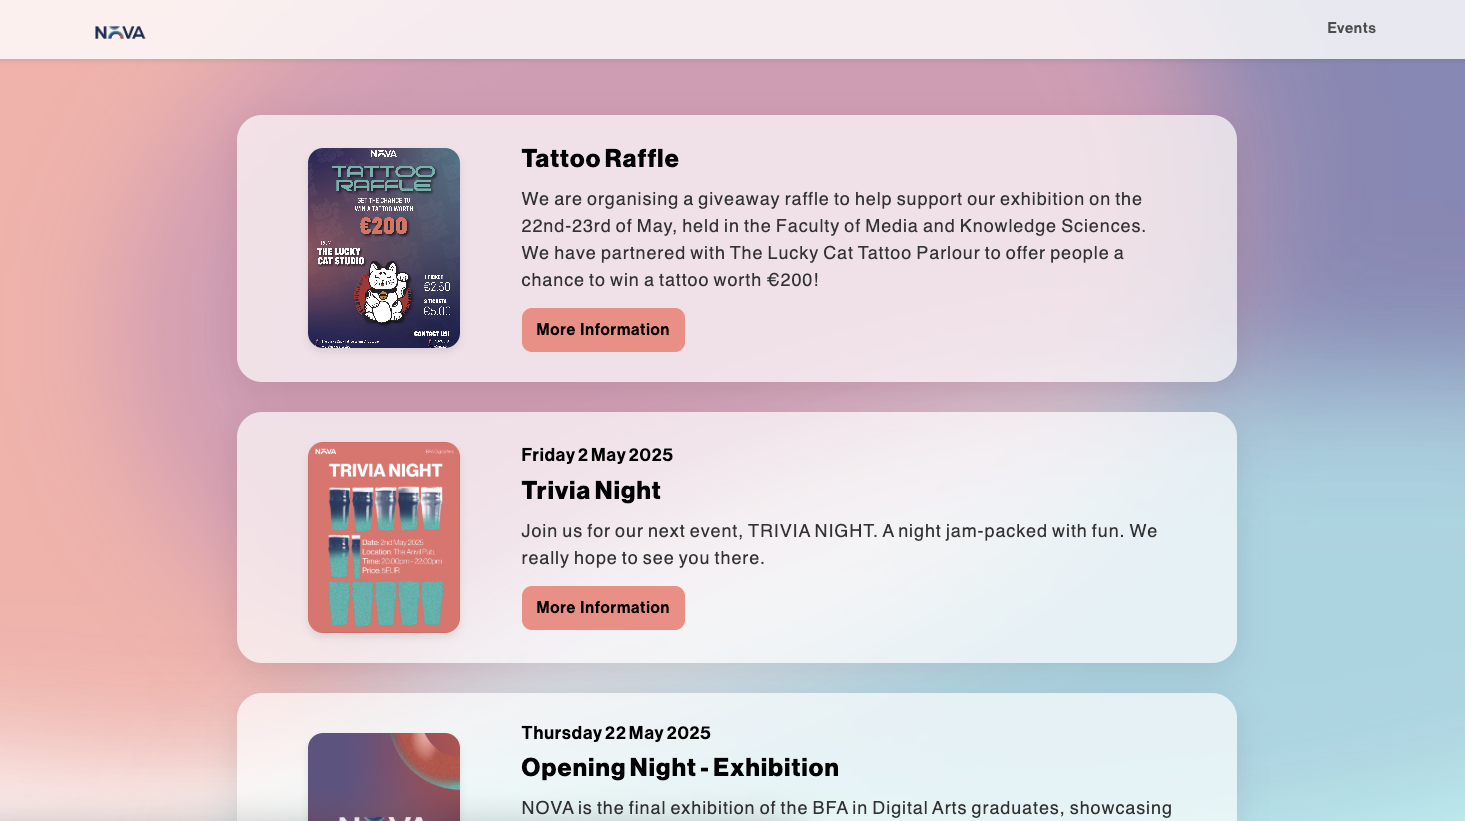 NOVA
Events
NOVA
TATTOO
RAFFLE
GET THE CHANCE TO
WIN A TATTOO WORTH
€200
THE LUCKY
CAT STUDIO
1 TICKET
€2.50
3 TICKETS
€5.00
CONTACT US!
Tattoo Raffle
We are organising a giveaway raffle to help support our exhibition on the
22nd-23rd of May, held in the Faculty of Media and Knowledge Sciences.
We have partnered with The Lucky Cat Tattoo Parlour to offer people a
chance to win a tattoo worth €200!
More Information
NOVA
TRIVIA NIGHT
Date: 2nd May 2025
Location: The Anvil Pub
Time: 20:00pm - 22:00pm
Price: 5EUR
Friday 2 May 2025
Trivia Night
Join us for our next event, TRIVIA NIGHT. A night jam-packed with fun. We
really hope to see you there.
More Information
NOVA
Thursday 22 May 2025
Opening Night - Exhibition
NOVA is the final exhibition of the BFA in Digital Arts graduates, showcasing